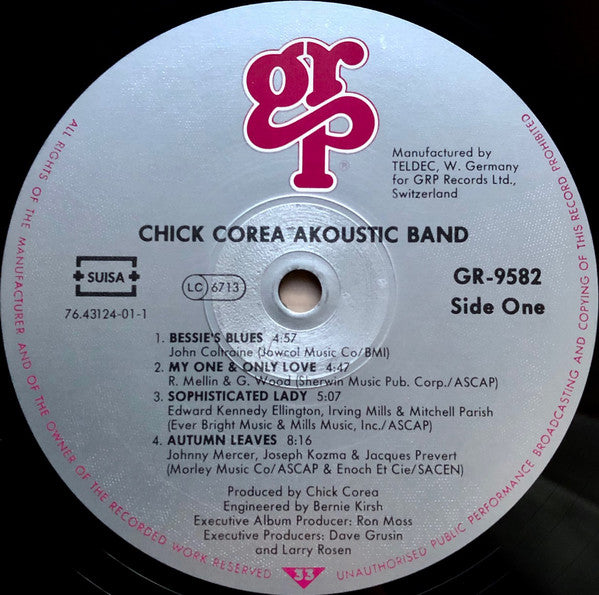 grp
®
Manufactured by
TELDEC, W. Germany
for GRP Records Ltd.,
Switzerland
CHICK COREA AKOUSTIC BAND
SUISA
76.43124-01-1
LC 6713
GR-9582
Side One
1. BESSIE'S BLUES 4:57
John Coltraine (Jowcol Music Co/BMI)
2. MY ONE & ONLY LOVE 4:47
R. Mellin & G. Wood (Sherwin Music Pub. Corp./ASCAP)
3. SOPHISTICATED LADY 5:07
Edward Kennedy Ellington, Irving Mills & Mitchell Parish
(Ever Bright Music & Mills Music, Inc./ASCAP)
4. AUTUMN LEAVES 8:16
Johnny Mercer, Joseph Kozma & Jacques Prevert
(Morley Music Co/ASCAP & Enoch Et Cie/SACEN)
Produced by Chick Corea
Engineered by Bernie Kirsh
Executive Album Producer: Ron Moss
Executive Producers: Dave Grusin
and Larry Rosen
33
ALL RIGHTS OF THE MANUFACTURER AND OF THE OWNER OF THE RECORDED WORK RESERVED
UNAUTHORISED PUBLIC PERFORMANCE BROADCASTING AND COPYING OF THIS RECORD PROHIBITED